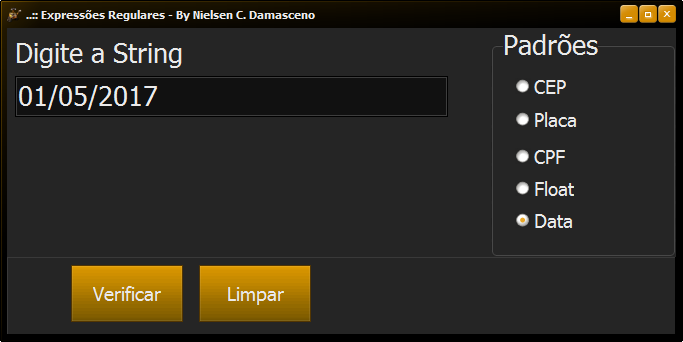 ..:: Expressões Regulares - By Nielsen C. Damasceno
Digite a String
01/05/2017
Padrões
CEP
Placa
CPF
Float
Data
Verificar
Limpar